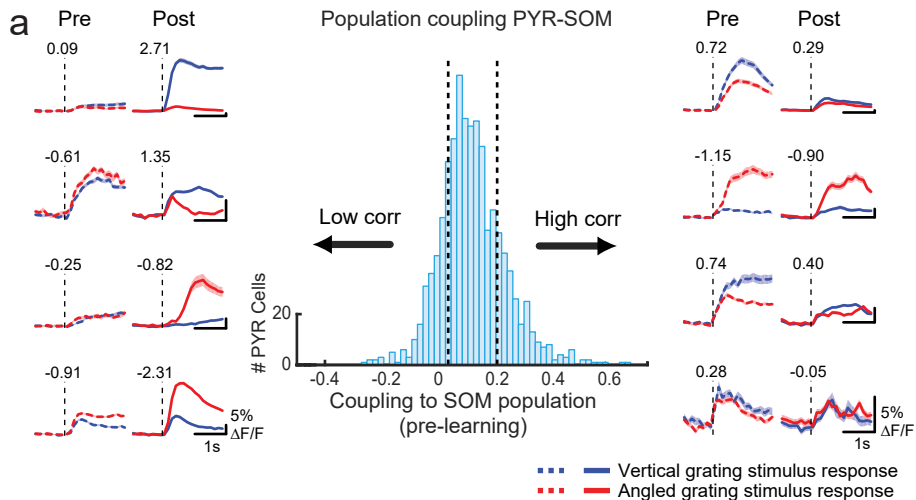 a
Pre
Post
Population coupling PYR-SOM
Pre
Post
0.09
2.71
0.72
0.29
-0.61
1.35
-1.15
-0.90
Low corr
High corr
-0.25
-0.82
0.74
0.40
# PYR Cells
20
0
-0.91
-2.31
0.28
-0.05
-0.4
-0.2
0
0.2
0.4
0.6
Coupling to SOM population
(pre-learning)
5%
ΔF/F
1s
5%
ΔF/F
1s
Vertical grating stimulus response
Angled grating stimulus response